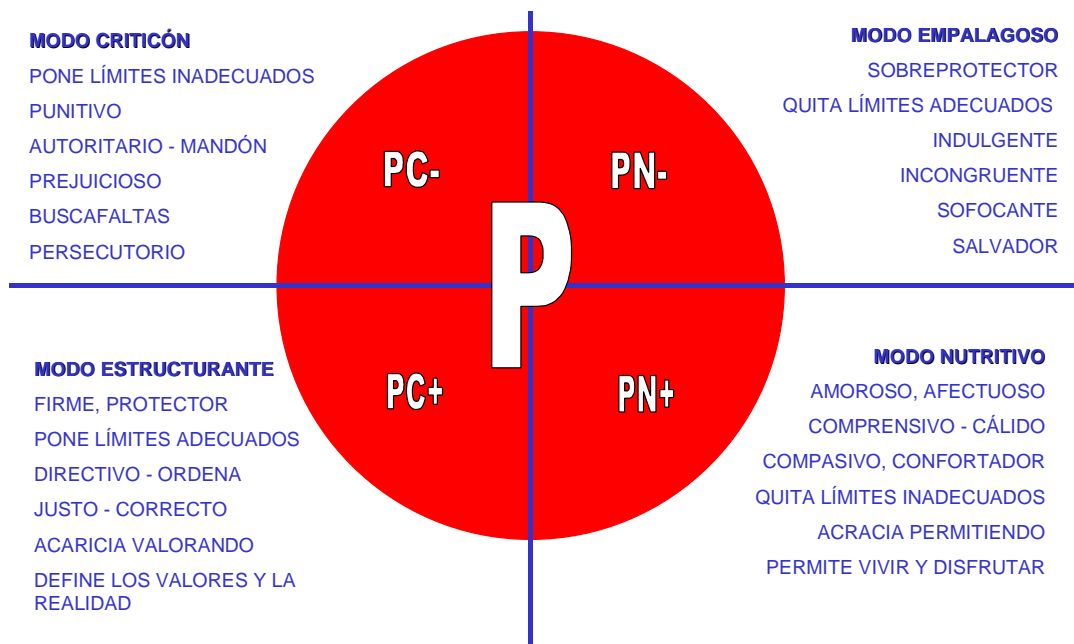 MODO CRITICÓN
PONE LÍMITES INADECUADOS
PUNITIVO
AUTORITARIO - MANDÓN
PREJUICIOSO
BUSCAFALTAS
PERSECUTORIO
MODO EMPALAGOSO
SOBREPROTECTOR
QUITA LÍMITES ADECUADOS
INDULGENTE
INCONGRUENTE
SOFOCANTE
SALVADOR
PC-
PN-
P
PC+
PN+
MODO ESTRUCTURANTE
FIRME, PROTECTOR
PONE LÍMITES ADECUADOS
DIRECTIVO - ORDENA
JUSTO - CORRECTO
ACARICIA VALORANDO
DEFINE LOS VALORES Y LA
REALIDAD
MODO NUTRITIVO
AMOROSO, AFECTUOSO
COMPRENSIVO - CÁLIDO
COMPASIVO, CONFORTADOR
QUITA LÍMITES INADECUADOS
ACRACIA PERMITIENDO
PERMITE VIVIR Y DISFRUTAR